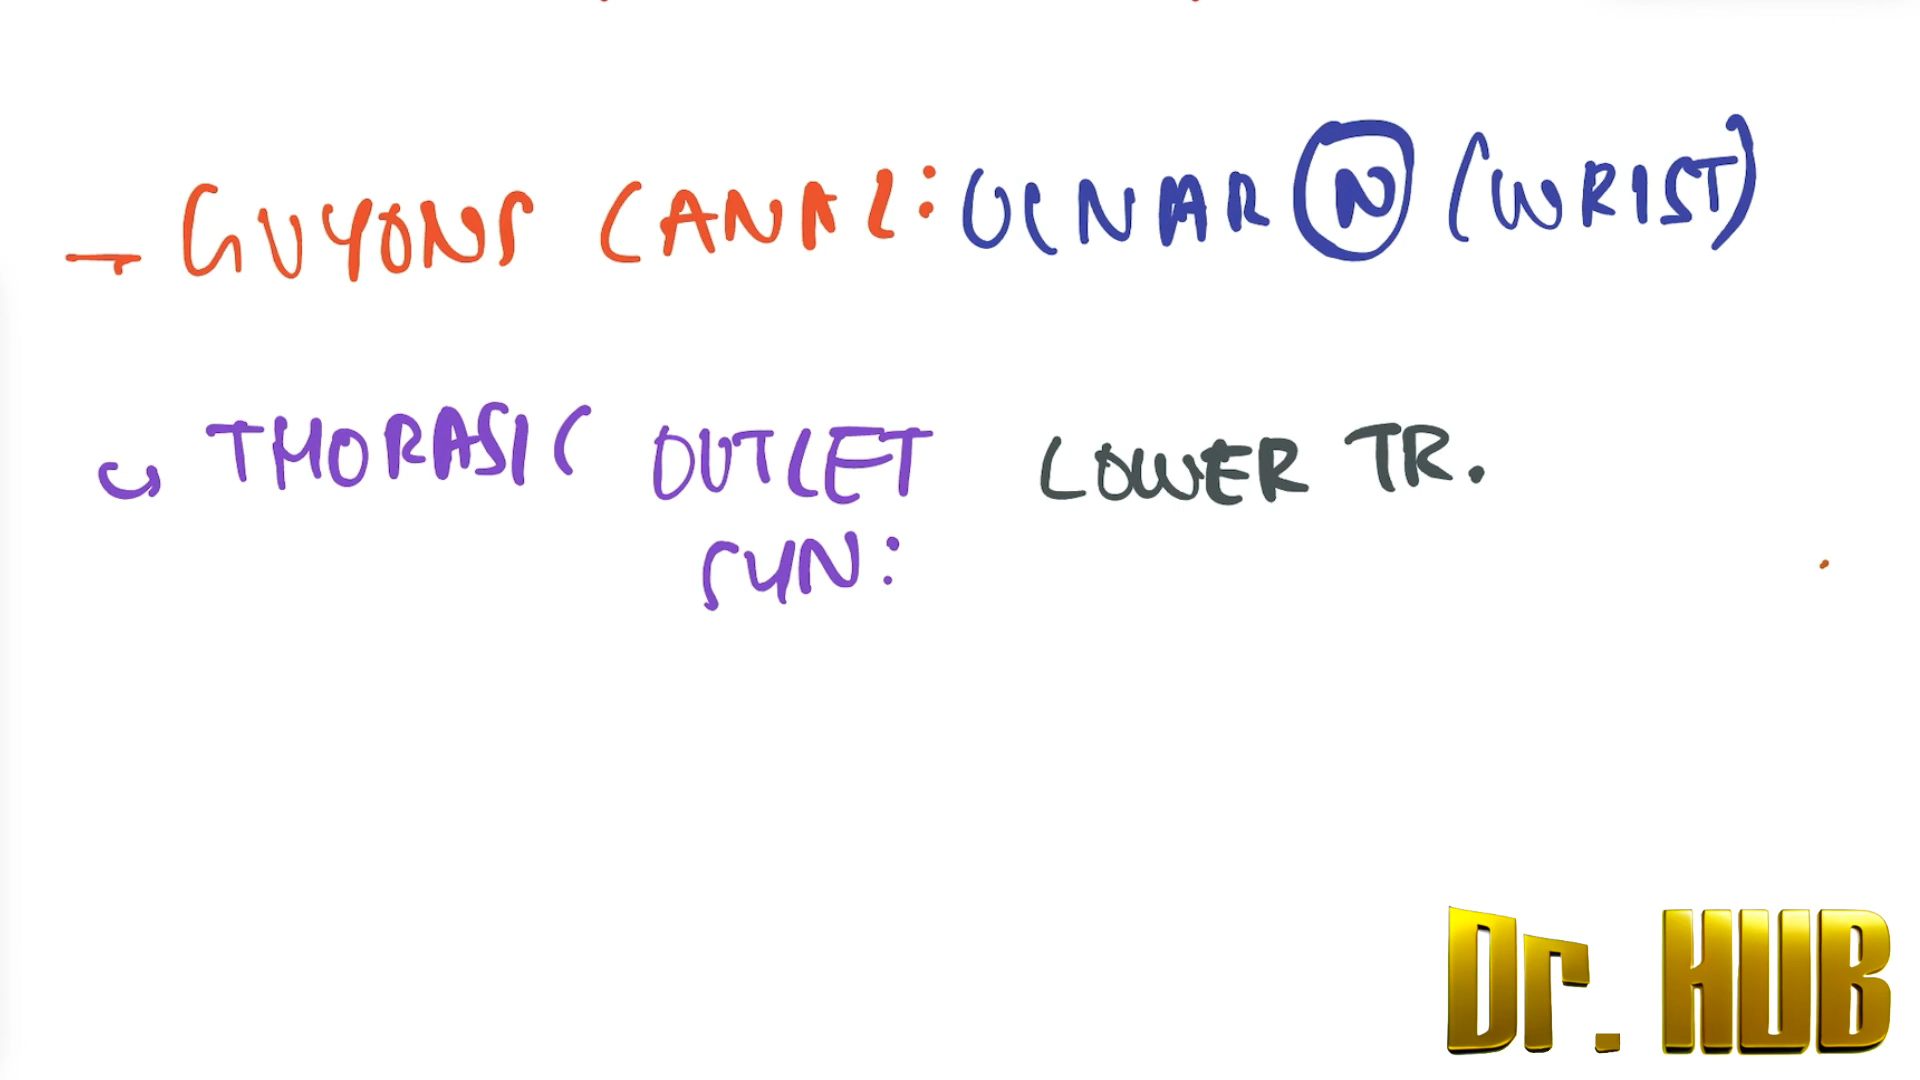 → GUYONS CANAL: ULNAR N (WRIST)
↪ THORASIC OUTLET LOWER TR.
SYN:
Dr. HUB